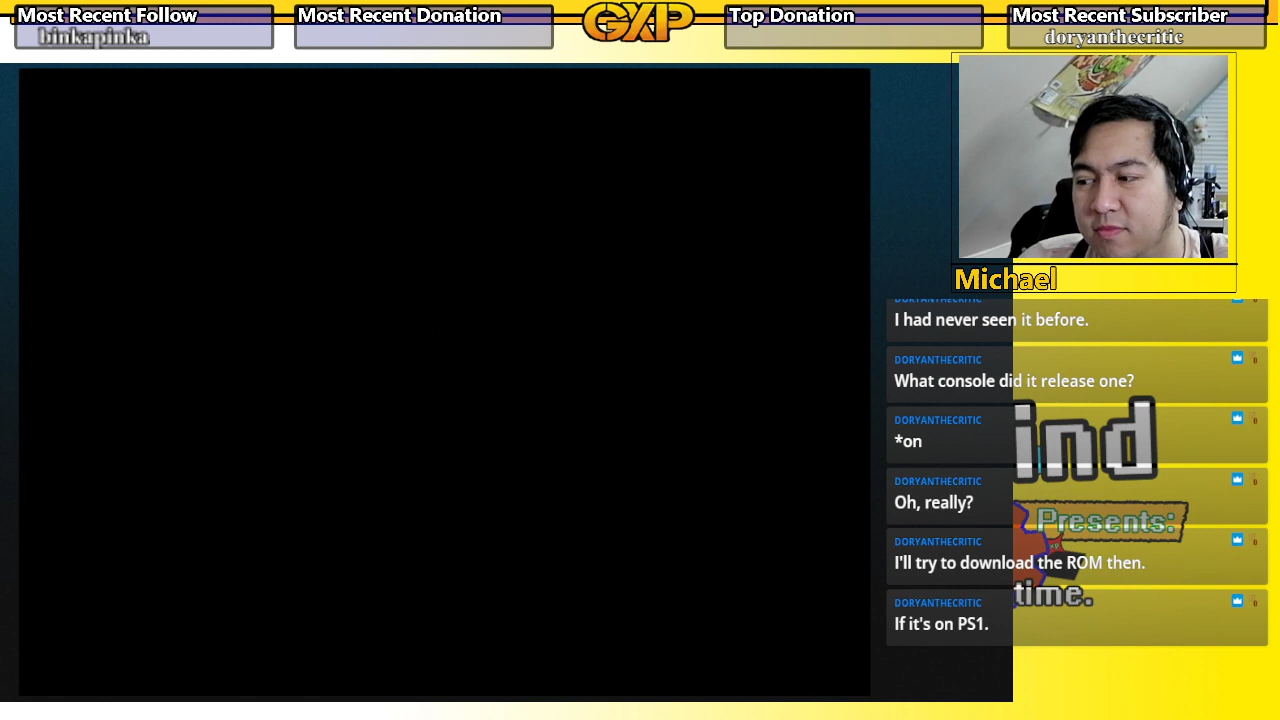 Most Recent Follow
binkapinka
Most Recent Donation
GXP
Top Donation
Most Recent Subscriber
doryanthecritic
Michael
DORYANTHECRITIC
I had never seen it before.
DORYANTHECRITIC
What console did it release one?
DORYANTHECRITIC
*on
DORYANTHECRITIC
Oh, really?
DORYANTHECRITIC
I'll try to download the ROM then.
DORYANTHECRITIC
If it's on PS1.
ind
Presents:
time.